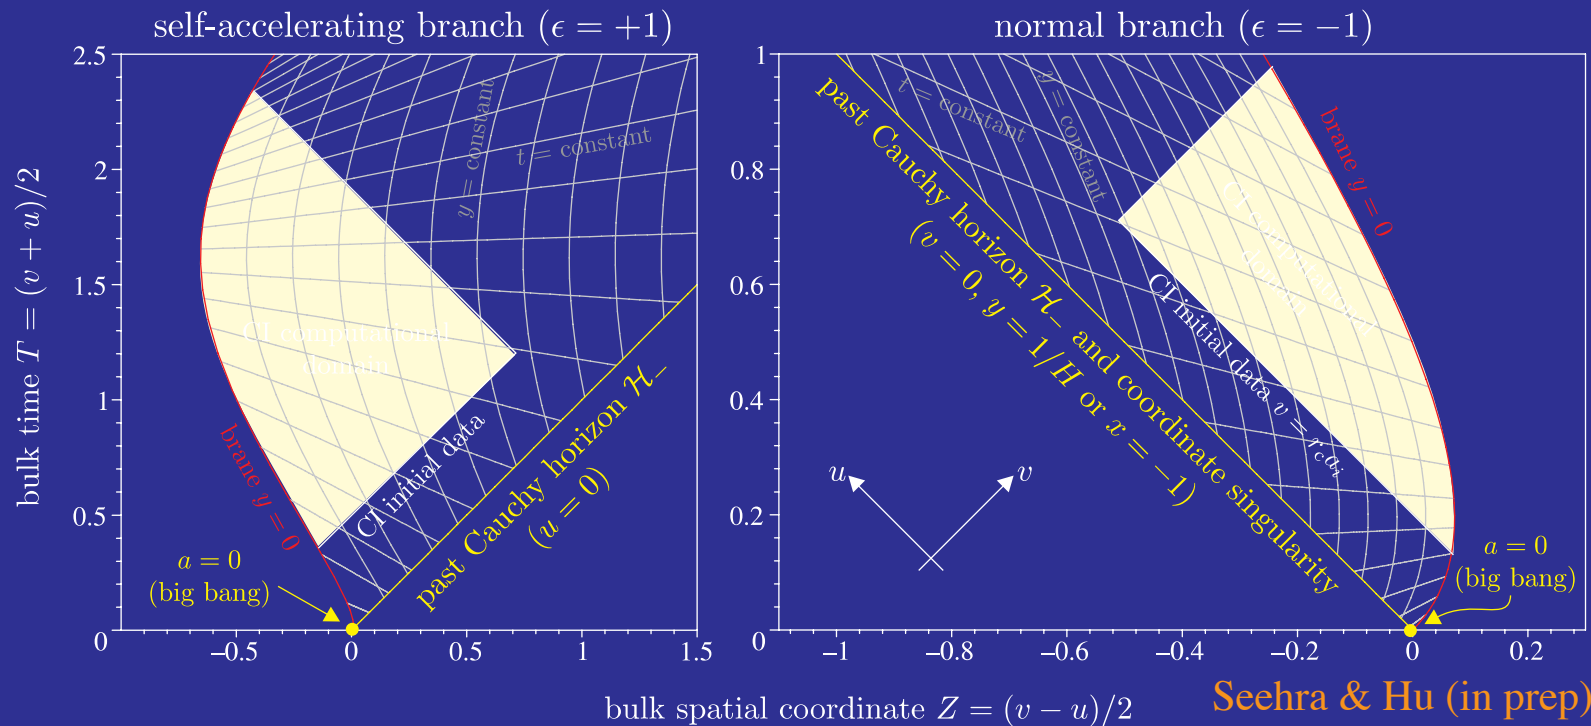 self-accelerating branch (ϵ = +1)
2.5
2
1.5
1
0.5
0
−0.5
0
0.5
1
1.5
bulk time T = (v + u)/2
y = constant
t = constant
CI computational
domain
brane y = 0
CI initial data
past Cauchy horizon ℋ₋
(u = 0)
a = 0
(big bang)
normal branch (ϵ = −1)
1
0.8
0.6
0.4
0.2
0
−1
−0.8
−0.6
−0.4
−0.2
0
0.2
t = constant
y = constant
brane y = 0
CI computational
domain
past Cauchy horizon ℋ₋ and coordinate singularity
(v = 0, y = 1/H or x = −1)
CI initial data v = r_c a_i
u
v
a = 0
(big bang)
bulk spatial coordinate Z = (v − u)/2
Seehra & Hu (in prep)